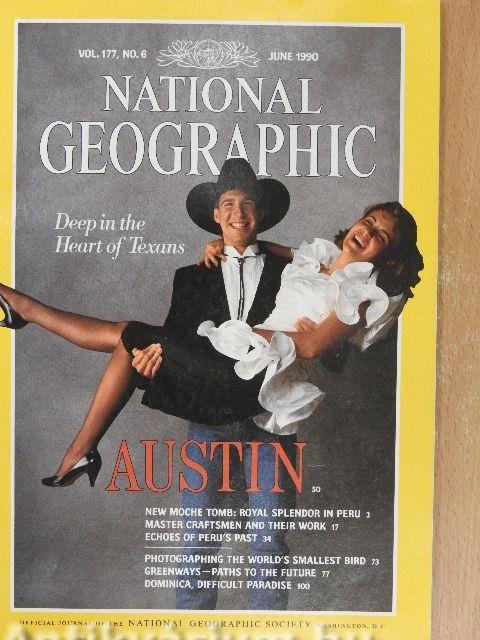 VOL. 177, NO. 6
JUNE 1990
NATIONAL
GEOGRAPHIC
Deep in the
Heart of Texans
AUSTIN 50
NEW MOCHE TOMB: ROYAL SPLENDOR IN PERU 2
MASTER CRAFTSMEN AND THEIR WORK 17
ECHOES OF PERU'S PAST 34
PHOTOGRAPHING THE WORLD'S SMALLEST BIRD 73
GREENWAYS—PATHS TO THE FUTURE 77
DOMINICA, DIFFICULT PARADISE 100
OFFICIAL JOURNAL OF THE NATIONAL GEOGRAPHIC SOCIETY WASHINGTON, D.C.